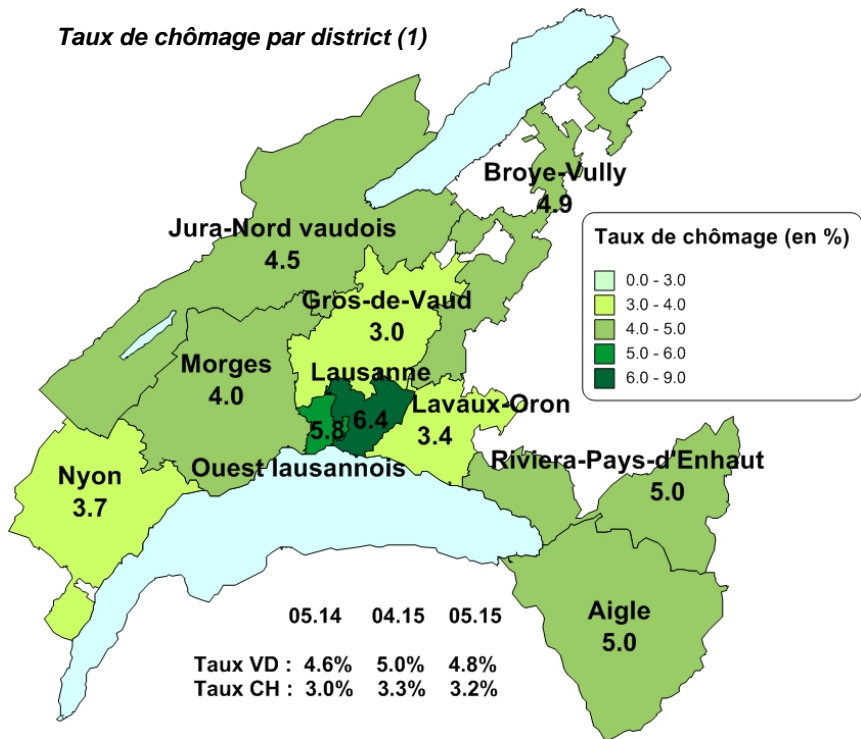 Taux de chômage par district (1)
Broye-Vully
4.9
Jura-Nord vaudois
4.5
Taux de chômage (en %)
0.0 - 3.0
3.0 - 4.0
4.0 - 5.0
5.0 - 6.0
6.0 - 9.0
Gros-de-Vaud
3.0
Morges
4.0
Lausanne
6.4
5.8
Ouest lausannois
Lavaux-Oron
3.4
Riviera-Pays-d'Enhaut
5.0
Nyon
3.7
Aigle
5.0
05.14 04.15 05.15
Taux VD : 4.6% 5.0% 4.8%
Taux CH : 3.0% 3.3% 3.2%